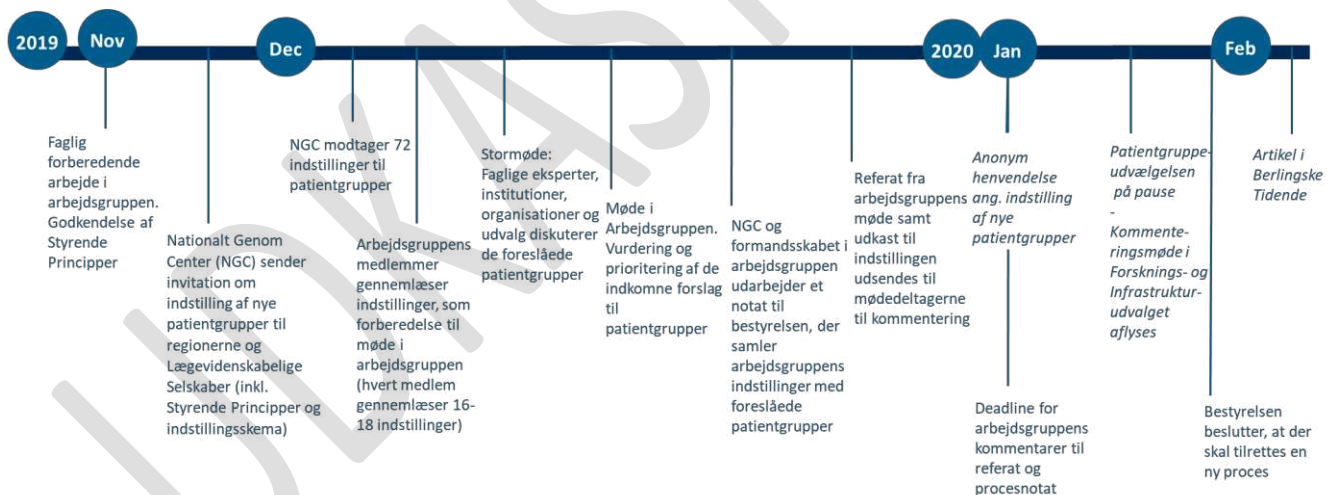 2019
Nov
Dec
2020
Jan
Feb
UDKAST
Faglig
forberedende
arbejde i
arbejdsgruppen.
Godkendelse af
Styrende
Principper
Nationalt Genom
Center (NGC) sender
invitation om
indstilling af nye
patientgrupper til
regionerne og
Lægevidenskabelige
Selskaber (inkl.
Styrende Principper og
indstillingsskema)
NGC modtager 72
indstillinger til
patientgrupper
Arbejdsgruppens
medlemmer
gennemlæser
indstillinger, som
forberedelse til
møde i
arbejdsgruppen
(hvert medlem
gennemlæser 16-
18 indstillinger)
Stormøde:
Faglige eksperter,
institutioner,
organisationer og
udvalg diskuterer
de foreslåede
patientgrupper
Møde i
Arbejdsgruppen.
Vurdering og
prioritering af de
indkomne forslag
til
patientgrupper
NGC og
formandsskabet i
arbejdsgruppen
udarbejder et
notat til
bestyrelsen, der
samler
arbejdsgruppens
indstillinger med
foreslåede
patientgrupper
Referat fra
arbejdsgruppens
møde samt
udkast til
indstillingen
udsendes til
mødedeltagerne
til kommentering
Anonym
henvendelse
ang. indstilling
af nye
patientgrupper
Deadline for
arbejdsgruppens
kommentarer til
referat og
procesnotat
Patientgruppe-
udvælgelsen
på pause
-
Kommente-
ringsmøde i
Forsknings- og
Infrastruktur-
udvalget
aflyses
Bestyrelsen
beslutter, at der
skal tilrettes en
ny proces
Artikel i
Berlingske
Tidende